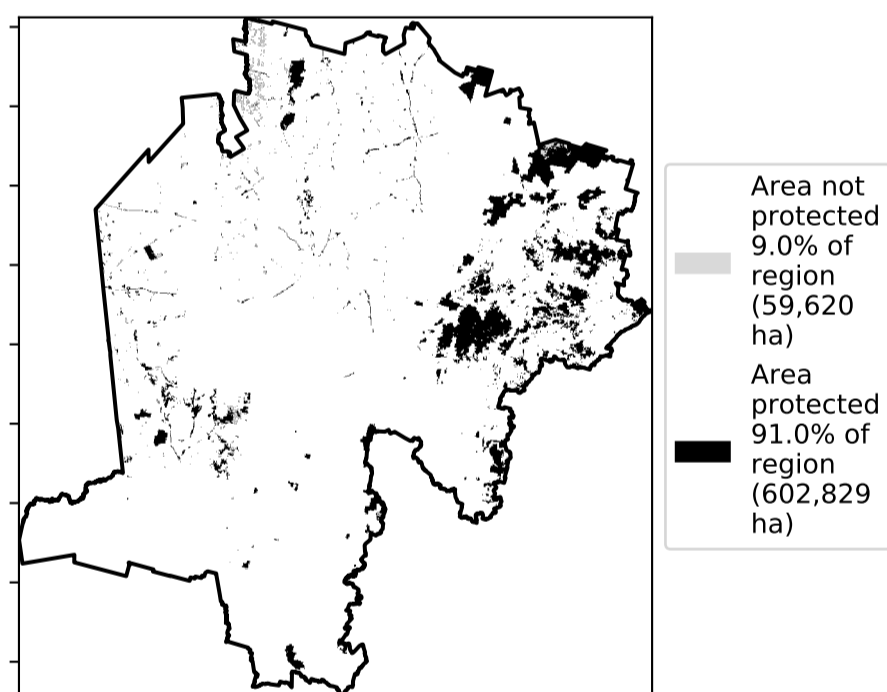 Area not
protected
9.0% of
region
(59,620
ha)
Area
protected
91.0% of
region
(602,829
ha)